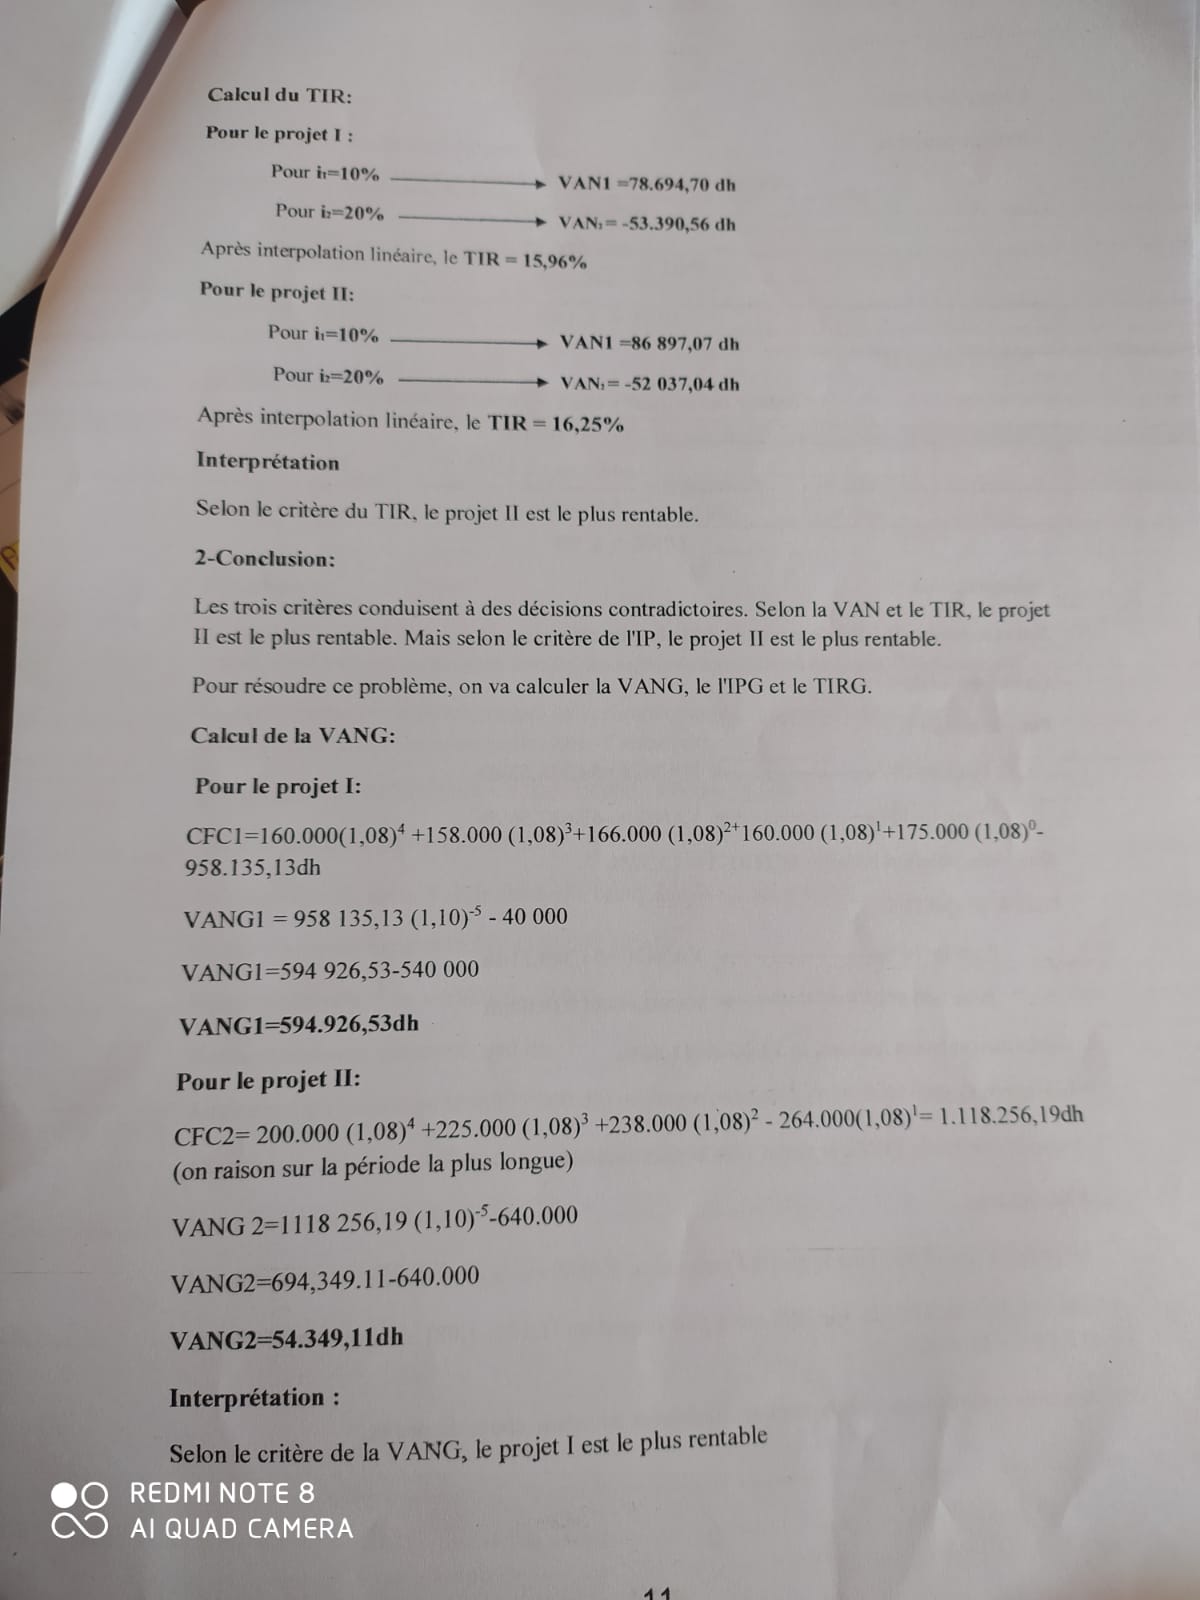 Calcul du TIR:
Pour le projet I :
Pour i₁=10% VAN1 =78.694,70 dh
Pour i₂=20% VAN₂= -53.390,56 dh
Après interpolation linéaire, le TIR = 15,96%
Pour le projet II:
Pour i₁=10% VAN1 =86 897,07 dh
Pour i₂=20% VAN₂= -52 037,04 dh
Après interpolation linéaire, le TIR = 16,25%
Interprétation
Selon le critère du TIR, le projet II est le plus rentable.
2-Conclusion:
Les trois critères conduisent à des décisions contradictoires. Selon la VAN et le TIR, le projet
II est le plus rentable. Mais selon le critère de l'IP, le projet II est le plus rentable.
Pour résoudre ce problème, on va calculer la VANG, le l'IPG et le TIRG.
Calcul de la VANG:
Pour le projet I:
CFC1=160.000(1,08)⁴ +158.000 (1,08)³+166.000 (1,08)²⁺160.000 (1,08)¹+175.000 (1,08)⁰-
958.135,13dh
VANG1 = 958 135,13 (1,10)⁻⁵ - 40 000
VANG1=594 926,53-540 000
VANG1=594.926,53dh
Pour le projet II:
CFC2= 200.000 (1,08)⁴ +225.000 (1,08)³ +238.000 (1,08)² - 264.000(1,08)¹= 1.118.256,19dh
(on raison sur la période la plus longue)
VANG 2=1118 256,19 (1,10)⁻⁵-640.000
VANG2=694,349.11-640.000
VANG2=54.349,11dh
Interprétation :
Selon le critère de la VANG, le projet I est le plus rentable
REDMI NOTE 8
AI QUAD CAMERA
11